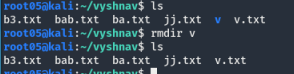 root05@kali:~/vyshnav$ ls
b3.txt  bab.txt  ba.txt  jj.txt  v  v.txt
root05@kali:~/vyshnav$ rmdir v
root05@kali:~/vyshnav$ ls
b3.txt  bab.txt  ba.txt  jj.txt  v.txt
root05@kali:~/vyshnav$